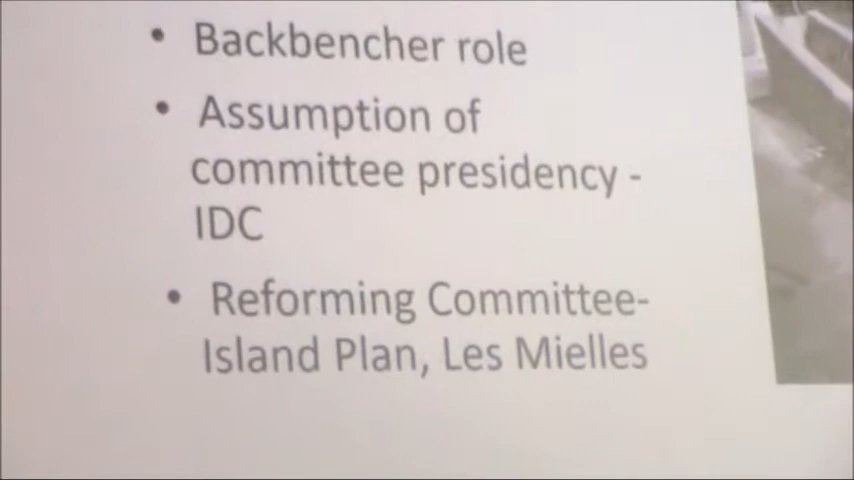 • Backbencher role
• Assumption of
committee presidency -
IDC
• Reforming Committee-
Island Plan, Les Mielles